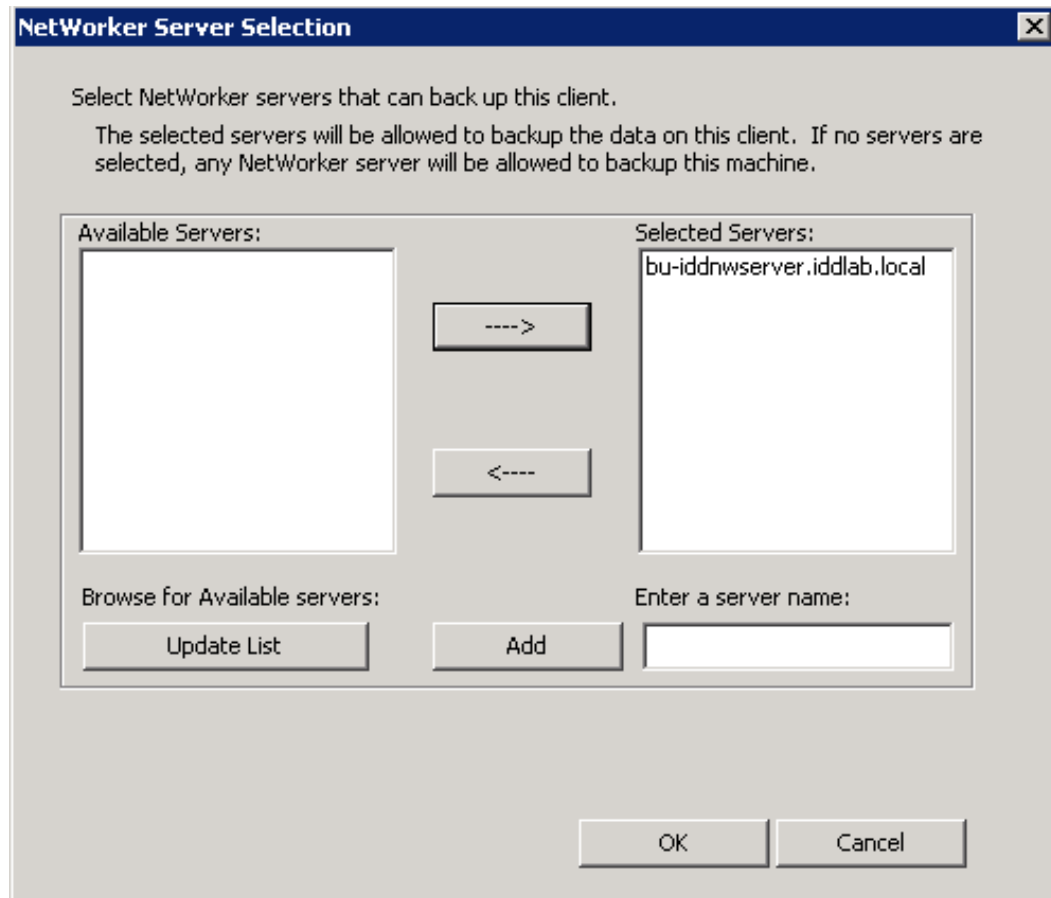 NetWorker Server Selection
Select NetWorker servers that can back up this client.
The selected servers will be allowed to backup the data on this client. If no servers are
selected, any NetWorker server will be allowed to backup this machine.
Available Servers:
Selected Servers:
bu-iddnwserver.iddlab.local
---->
<----
Browse for Available servers:
Enter a server name:
Update List
Add
OK
Cancel